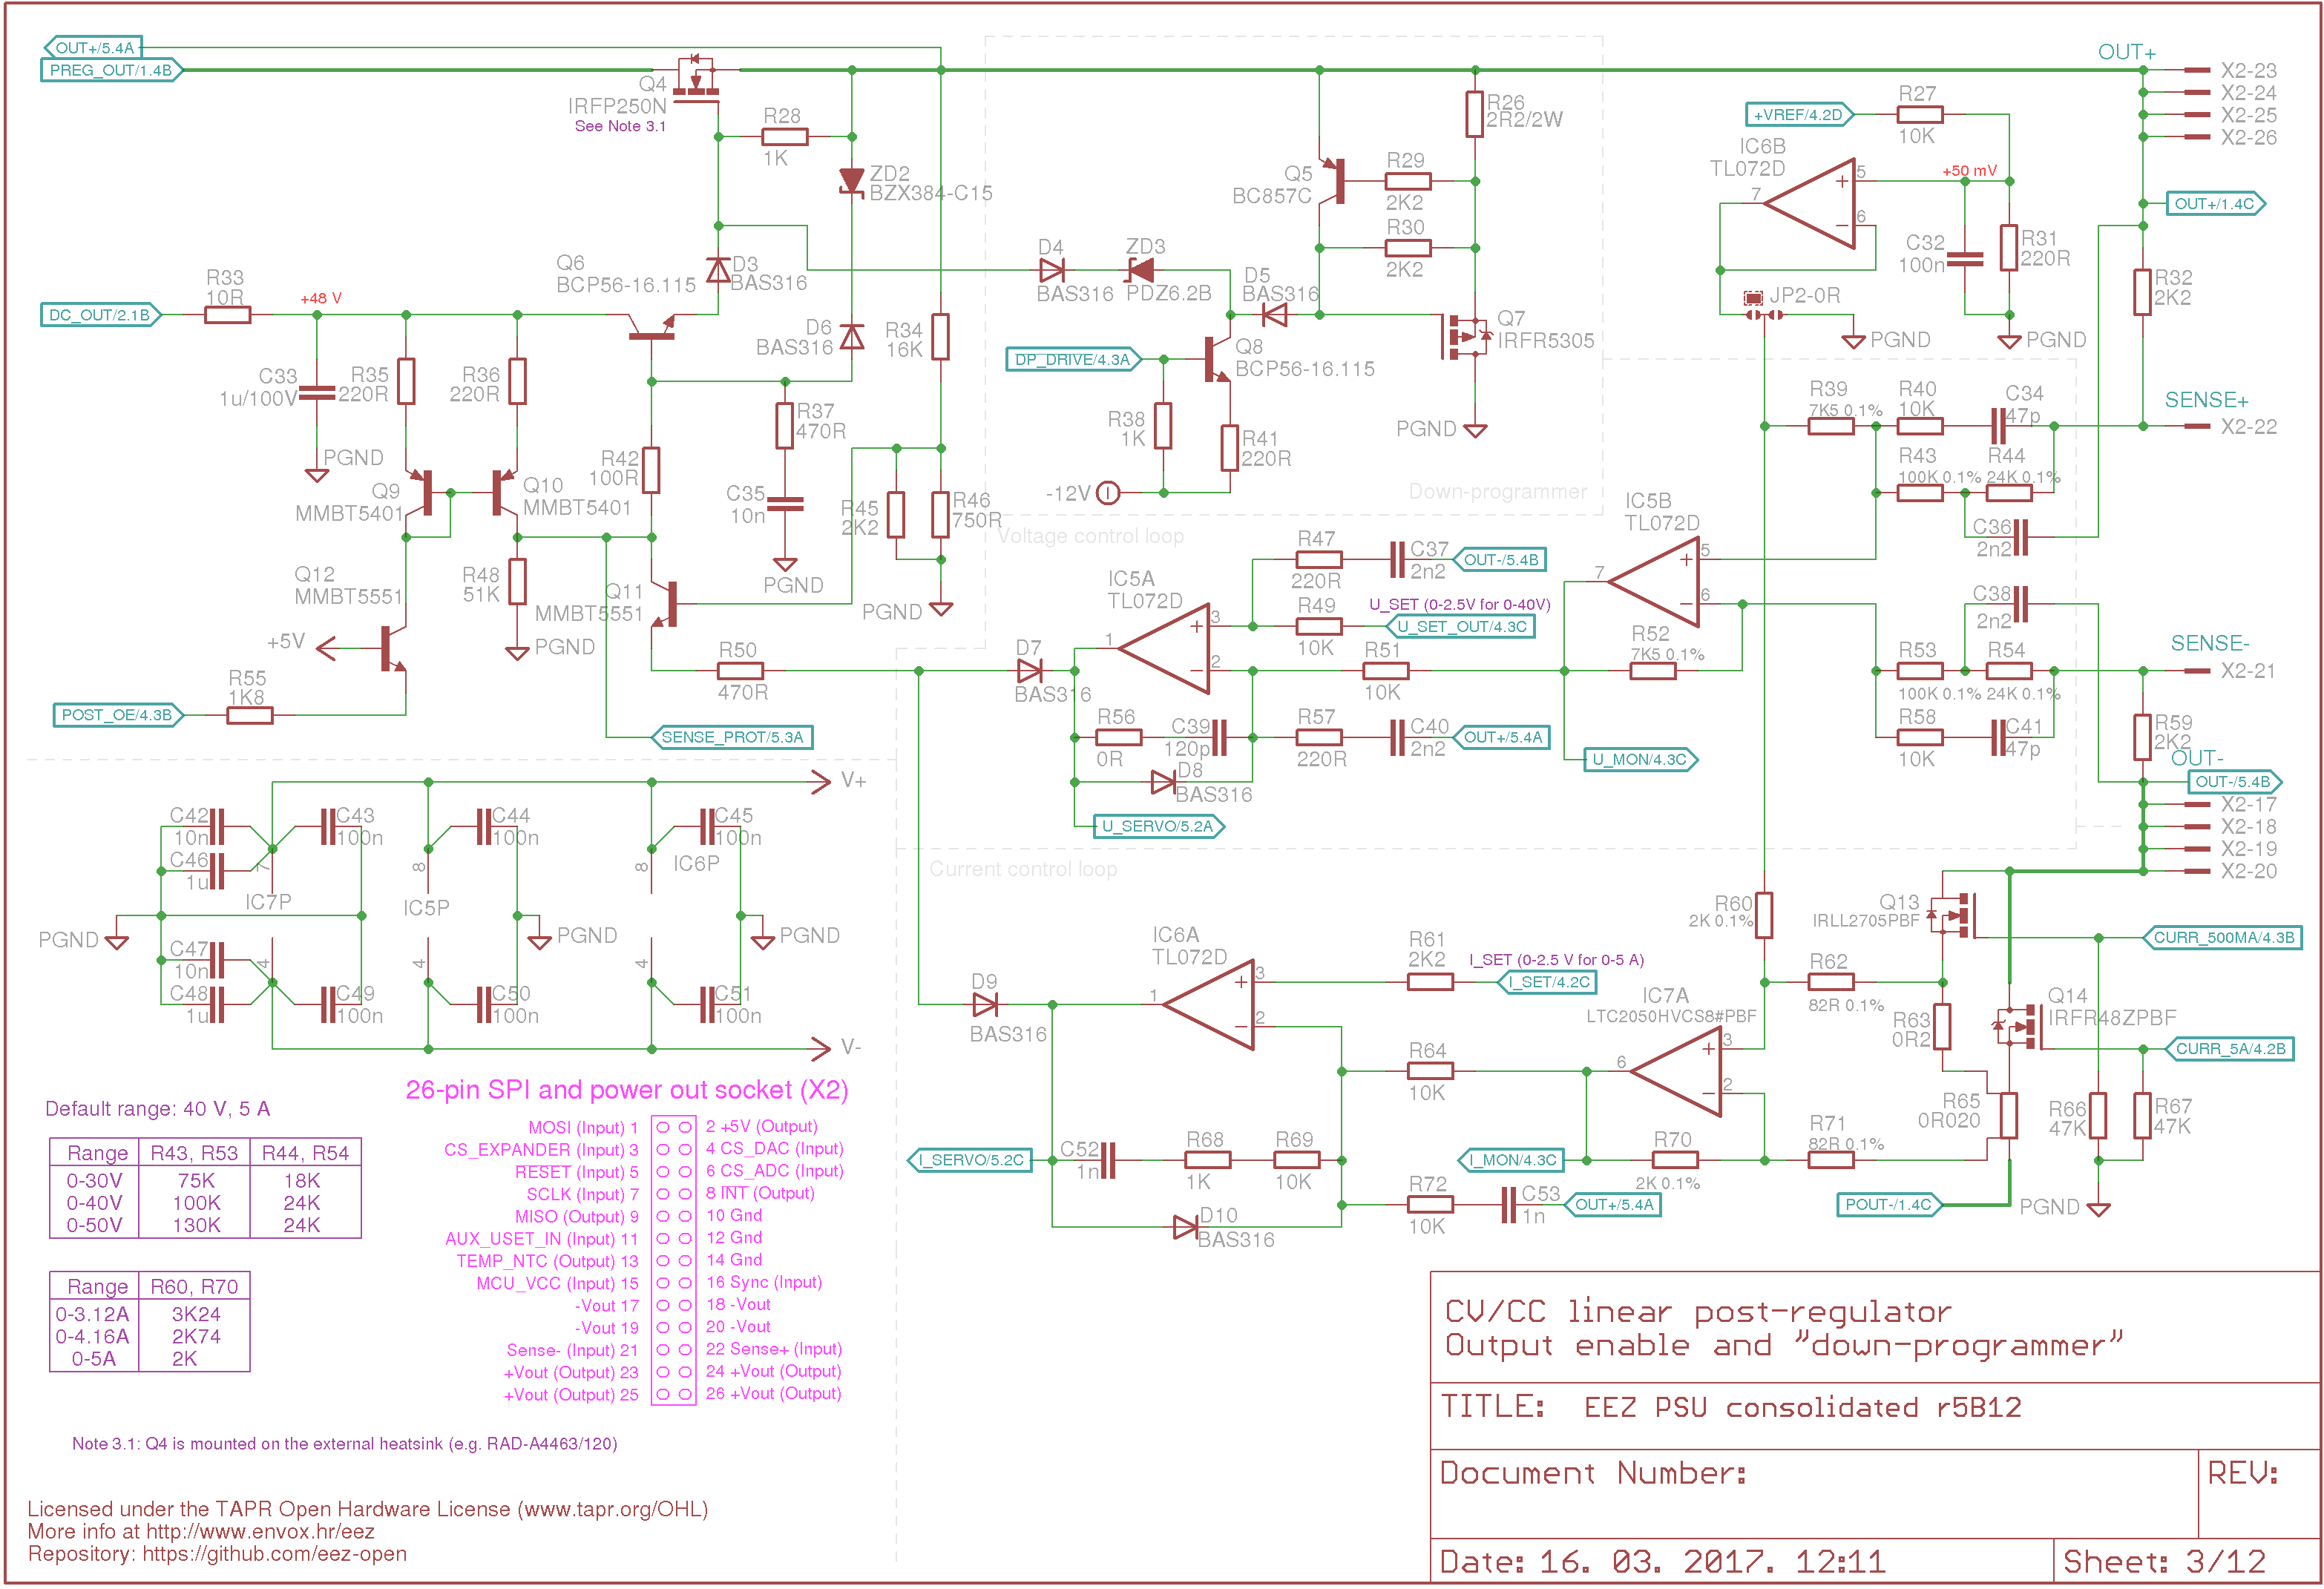 OUT+/5.4A
PREG_OUT/1.4B
Q4
IRFP250N
See Note 3.1
R28
1K
ZD2
BZX384-C15
Q6
BCP56-16.115
D3
BAS316
R33
10R
+48 V
DC_OUT/2.1B
D6
BAS316
R34
16K
C33
1u/100V
R35
220R
R36
220R
PGND
R37
470R
R42
100R
Q9
MMBT5401
Q10
MMBT5401
C35
10n
R45
2K2
R46
750R
PGND
PGND
Q12
MMBT5551
R48
51K
Q11
MMBT5551
+5V
PGND
R50
470R
R55
1K8
POST_OE/4.3B
SENSE_PROT/5.3A
R26
2R2/2W
Q5
BC857C
R29
2K2
R30
2K2
D4
BAS316
ZD3
PDZ6.2B
D5
BAS316
Q7
IRFR5305
DP_DRIVE/4.3A
Q8
BCP56-16.115
R38
1K
R41
220R
PGND
-12V
Down-programmer
OUT+
X2-23
X2-24
X2-25
X2-26
+VREF/4.2D
R27
10K
IC6B
TL072D
5
6
7
+50 mV
C32
100n
R31
220R
OUT+/1.4C
R32
2K2
JP2-0R
PGND
PGND
R39
7K5 0.1%
R40
10K
C34
47p
SENSE+
X2-22
R43
100K 0.1%
R44
24K 0.1%
C36
2n2
Voltage control loop
IC5B
TL072D
5
6
7
R47
220R
C37
2n2
OUT-/5.4B
IC5A
TL072D
3
2
1
R49
10K
U_SET (0-2.5V for 0-40V)
U_SET_OUT/4.3C
R51
10K
R52
7K5 0.1%
C38
2n2
R53
100K 0.1%
R54
24K 0.1%
R58
10K
C41
47p
SENSE-
X2-21
R59
2K2
OUT-
OUT-/5.4B
X2-17
X2-18
X2-19
X2-20
D7
BAS316
R56
0R
C39
120p
R57
220R
C40
2n2
OUT+/5.4A
D8
BAS316
U_MON/4.3C
U_SERVO/5.2A
V+
C42
10n
C43
100n
C44
100n
C45
100n
C46
1u
7
8
8
IC7P
IC5P
IC6P
PGND
PGND
PGND
C47
10n
C48
1u
4
4
4
C49
100n
C50
100n
C51
100n
V-
Current control loop
R60
2K 0.1%
Q13
IRLL2705PBF
CURR_500MA/4.3B
IC6A
TL072D
3
2
1
R61
2K2
I_SET (0-2.5 V for 0-5 A)
I_SET/4.2C
R62
82R 0.1%
Q14
IRFR48ZPBF
D9
BAS316
IC7A
LTC2050HVCS8#PBF
3
2
6
R63
0R2
CURR_5A/4.2B
R64
10K
R65
0R020
R66
47K
R67
47K
I_SERVO/5.2C
C52
1n
R68
1K
R69
10K
I_MON/4.3C
R70
2K 0.1%
R71
82R 0.1%
R72
10K
C53
1n
OUT+/5.4A
POUT-/1.4C
PGND
D10
BAS316
Default range: 40 V, 5 A
Range R43, R53 R44, R54
0-30V 75K 18K
0-40V 100K 24K
0-50V 130K 24K
Range R60, R70
0-3.12A 3K24
0-4.16A 2K74
0-5A 2K
26-pin SPI and power out socket (X2)
MOSI (Input) 1 2 +5V (Output)
CS_EXPANDER (Input) 3 4 CS_DAC (Input)
RESET (Input) 5 6 CS_ADC (Input)
SCLK (Input) 7 8 INT (Output)
MISO (Output) 9 10 Gnd
AUX_USET_IN (Input) 11 12 Gnd
TEMP_NTC (Output) 13 14 Gnd
MCU_VCC (Input) 15 16 Sync (Input)
-Vout 17 18 -Vout
-Vout 19 20 -Vout
Sense- (Input) 21 22 Sense+ (Input)
+Vout (Output) 23 24 +Vout (Output)
+Vout (Output) 25 26 +Vout (Output)
Note 3.1: Q4 is mounted on the external heatsink (e.g. RAD-A4463/120)
Licensed under the TAPR Open Hardware License (www.tapr.org/OHL)
More info at http://www.envox.hr/eez
Repository: https://github.com/eez-open
CV/CC linear post-regulator
Output enable and "down-programmer"
TITLE: EEZ PSU consolidated r5B12
Document Number:
REV:
Date: 16. 03. 2017. 12:11
Sheet: 3/12